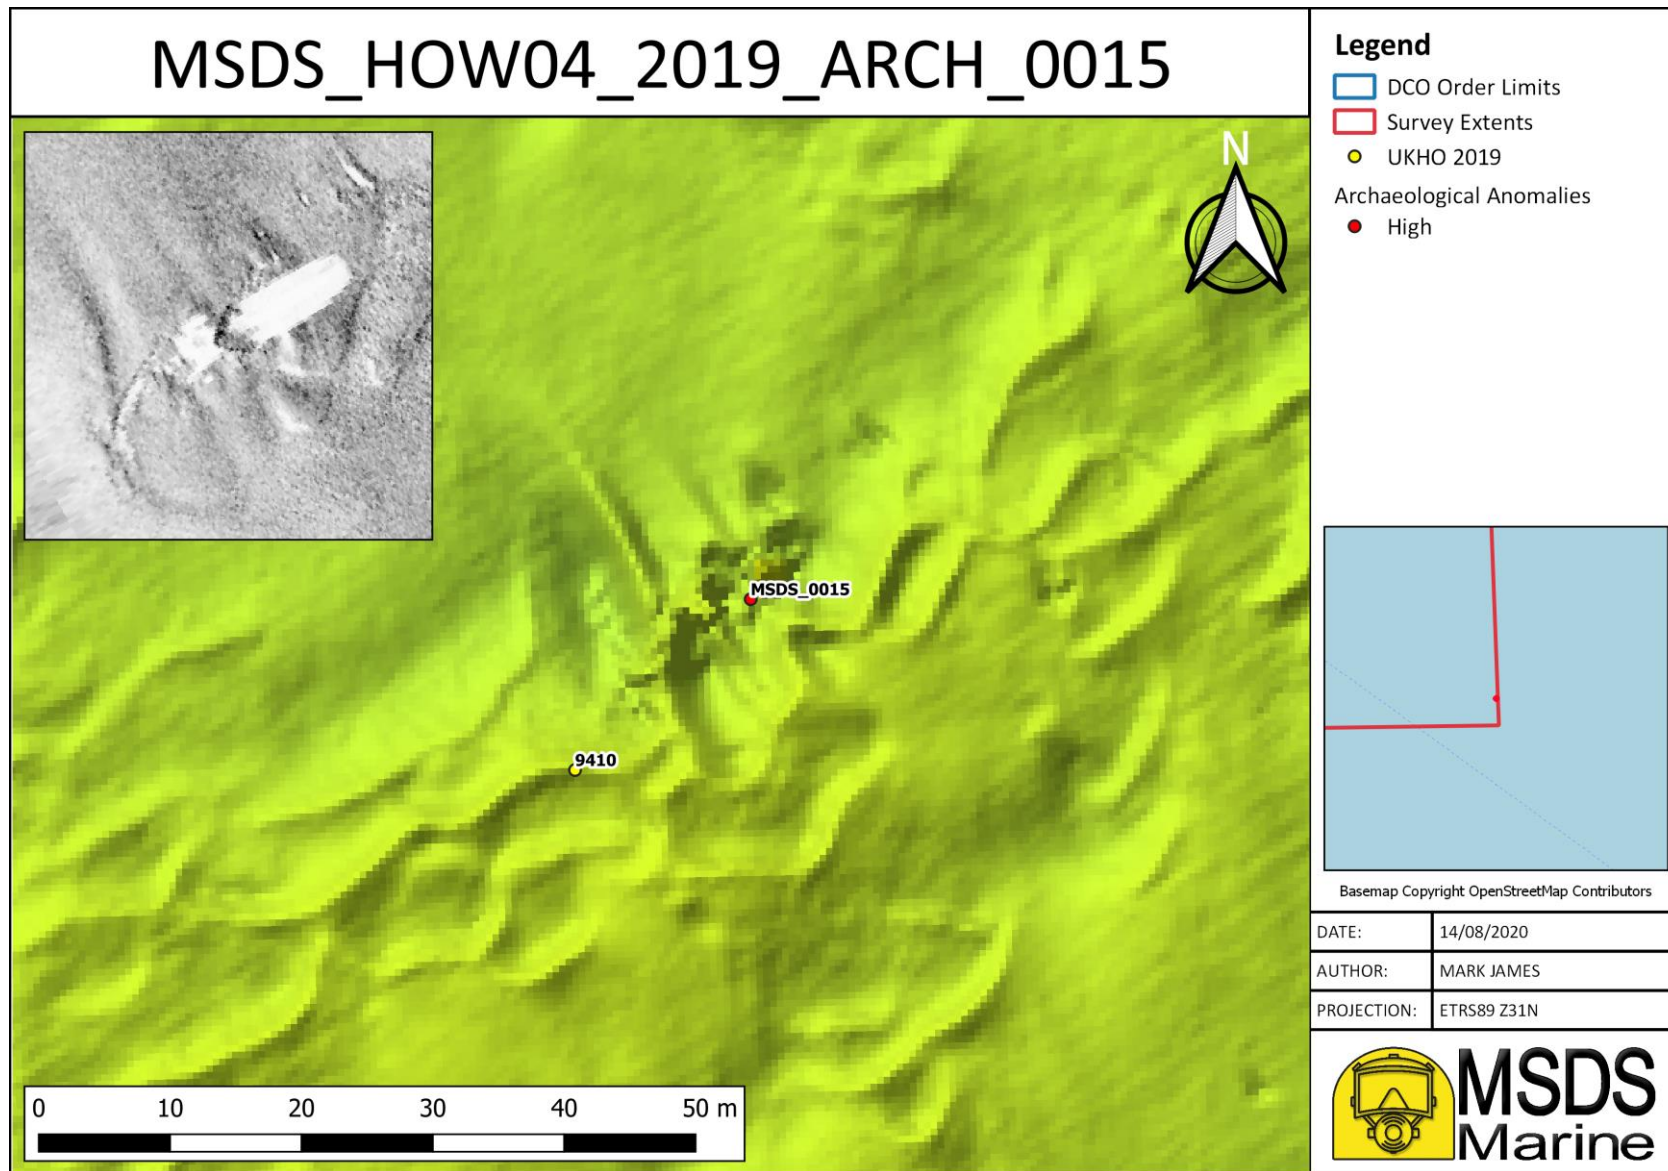 MSDS_HOW04_2019_ARCH_0015
N
MSDS_0015
9410
0 10 20 30 40 50 m
Legend
DCO Order Limits
Survey Extents
UKHO 2019
Archaeological Anomalies
High
Basemap Copyright OpenStreetMap Contributors
DATE: 14/08/2020
AUTHOR: MARK JAMES
PROJECTION: ETRS89 Z31N
MSDS
Marine